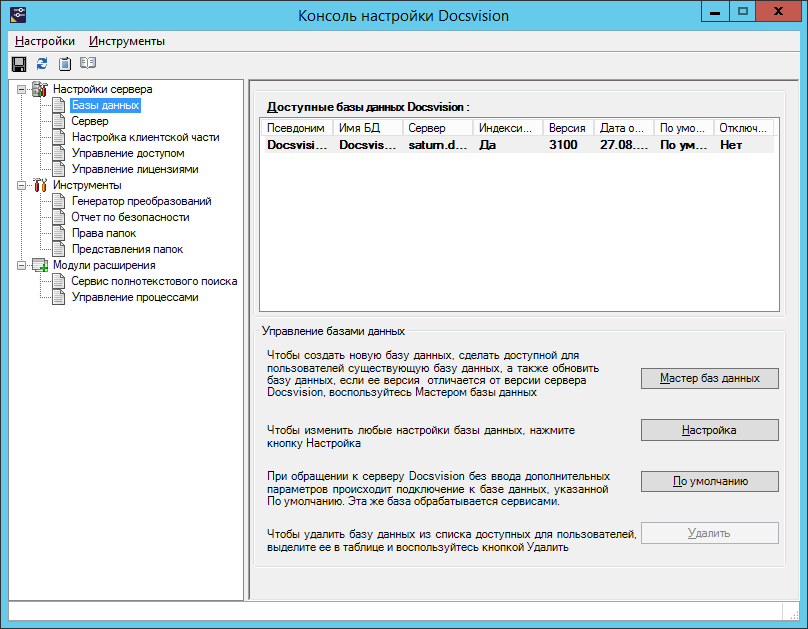 Консоль настройки Docsvision
Настройки Инструменты
Настройки сервера
Базы данных
Сервер
Настройка клиентской части
Управление доступом
Управление лицензиями
Инструменты
Генератор преобразований
Отчет по безопасности
Права папок
Представления папок
Модули расширения
Сервис полнотекстового поиска
Управление процессами
Доступные базы данных Docsvision :
Псевдоним Имя БД Сервер Индекси... Версия Дата о... По умо... Отключ...
Docsvisi... Docsvis... saturn.d... Да 3100 27.08.... По ум... Нет
Управление базами данных
Чтобы создать новую базу данных, сделать доступной для
пользователей существующую базу данных, а также обновить
базу данных, если ее версия отличается от версии сервера
Docsvision, воспользуйтесь Мастером базы данных
Мастер баз данных
Чтобы изменить любые настройки базы данных, нажмите
кнопку Настройка
Настройка
При обращении к серверу Docsvision без ввода дополнительных
параметров происходит подключение к базе данных, указанной
По умолчанию. Эта же база обрабатывается сервисами.
По умолчанию
Чтобы удалить базу данных из списка доступных для пользователей,
выделите ее в таблице и воспользуйтесь кнопкой Удалить
Удалить